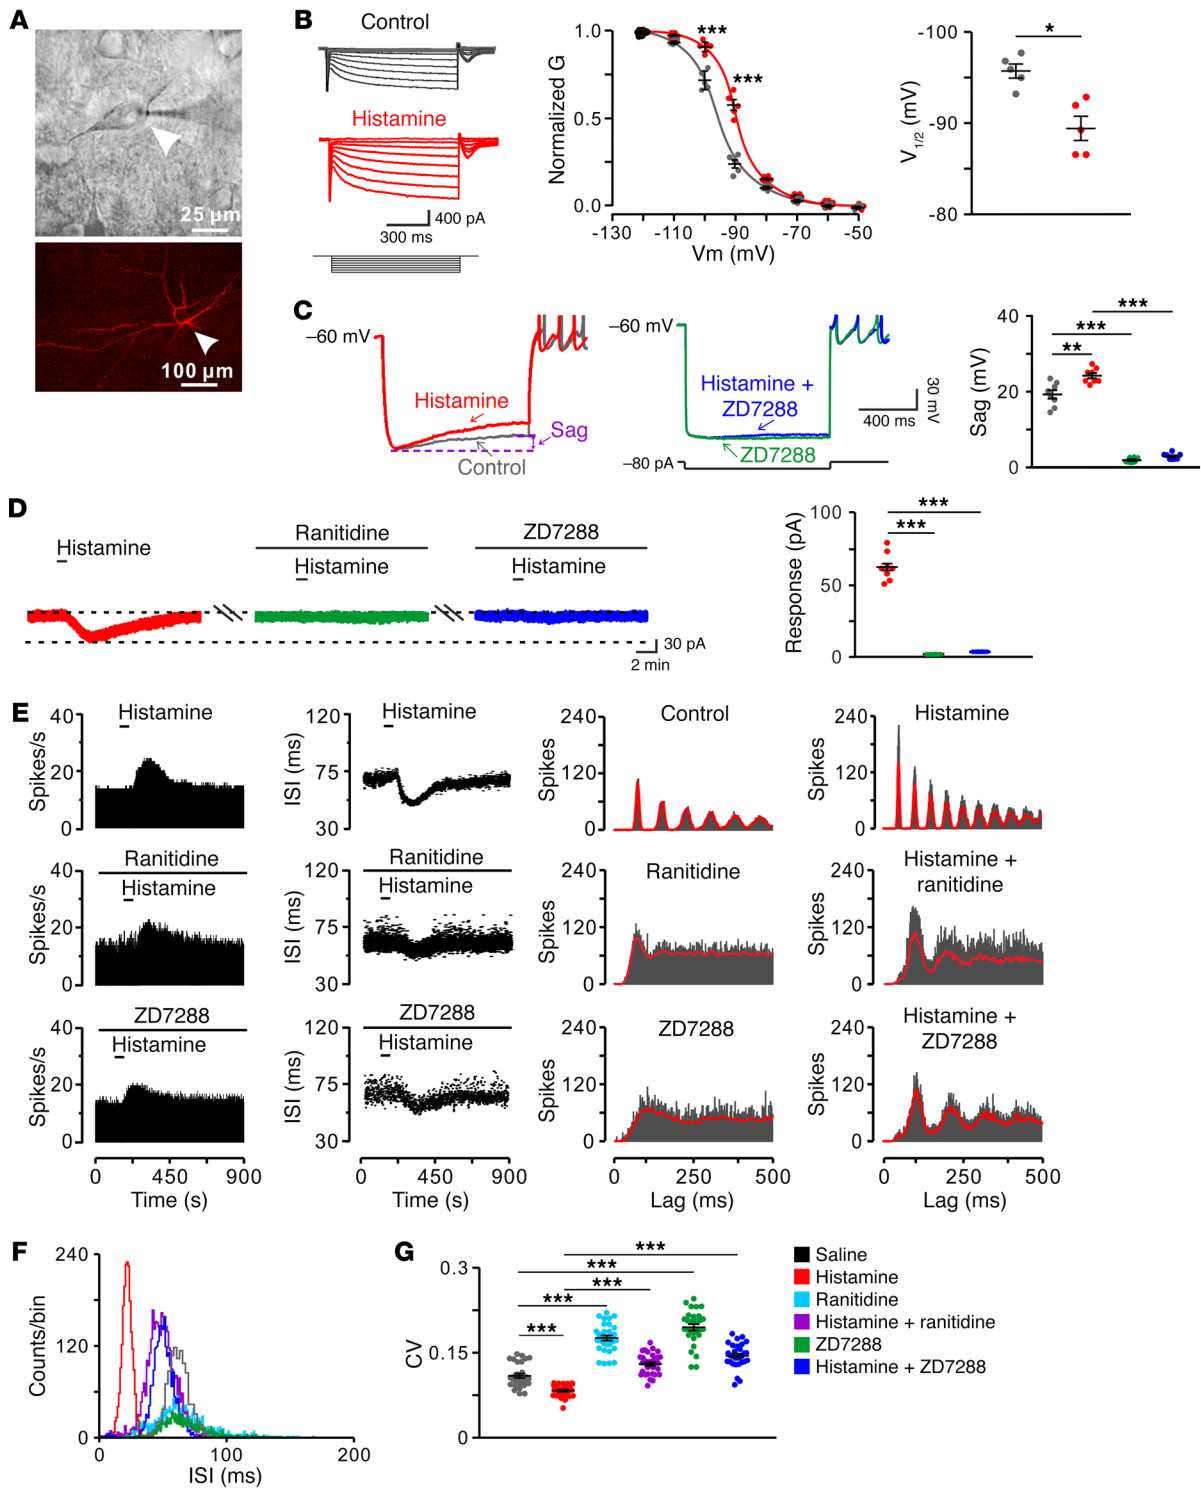 A
25 µm
100 µm
B
Control
Histamine
400 pA
300 ms
Normalized G
1.0
0.5
0.0
-130
-110
-90
-70
-50
Vm (mV)
***
***
V1/2 (mV)
-100
-90
-80
*
C
–60 mV
Histamine
Sag
Control
–60 mV
Histamine +
ZD7288
ZD7288
–80 pA
30 mV
400 ms
Sag (mV)
40
20
0
***
***
**
D
Histamine
Ranitidine
Histamine
ZD7288
Histamine
30 pA
2 min
Response (pA)
100
50
0
***
***
E
Spikes/s
40
20
0
Histamine
ISI (ms)
120
75
30
Histamine
Spikes
240
120
0
Control
Spikes
240
120
0
Histamine
Spikes/s
40
20
0
Ranitidine
Histamine
ISI (ms)
120
75
30
Ranitidine
Histamine
Spikes
240
120
0
Ranitidine
Spikes
240
120
0
Histamine +
ranitidine
Spikes/s
40
20
0
ZD7288
Histamine
0
450
900
Time (s)
ISI (ms)
120
75
30
ZD7288
Histamine
0
450
900
Time (s)
Spikes
240
120
0
ZD7288
0
250
500
Lag (ms)
Spikes
240
120
0
Histamine +
ZD7288
0
250
500
Lag (ms)
F
Counts/bin
240
120
0
0
100
200
ISI (ms)
G
CV
0.3
0.15
0
***
***
***
***
***
Saline
Histamine
Ranitidine
Histamine + ranitidine
ZD7288
Histamine + ZD7288